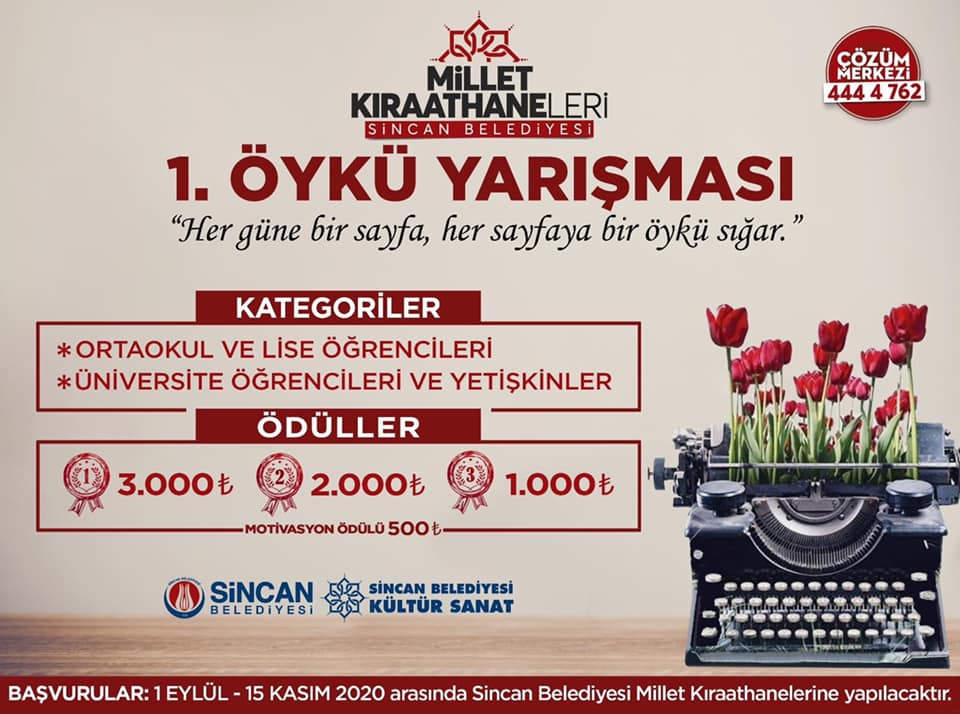 MİLLET
KIRAATHANELERİ
SİNCAN BELEDİYESİ
ÇÖZÜM
MERKEZİ
444 4 762
1. ÖYKÜ YARIŞMASI
“Her güne bir sayfa, her sayfaya bir öykü sığar.”
KATEGORİLER
*ORTAOKUL VE LİSE ÖĞRENCİLERİ
*ÜNİVERSİTE ÖĞRENCİLERİ VE YETİŞKİNLER
ÖDÜLLER
1 3.000₺ 2 2.000₺ 3 1.000₺
MOTİVASYON ÖDÜLÜ 500₺
SİNCAN
BELEDİYESİ
SİNCAN BELEDİYESİ
KÜLTÜR SANAT
BAŞVURULAR: 1 EYLÜL - 15 KASIM 2020 arasında Sincan Belediyesi Millet Kıraathanelerine yapılacaktır.